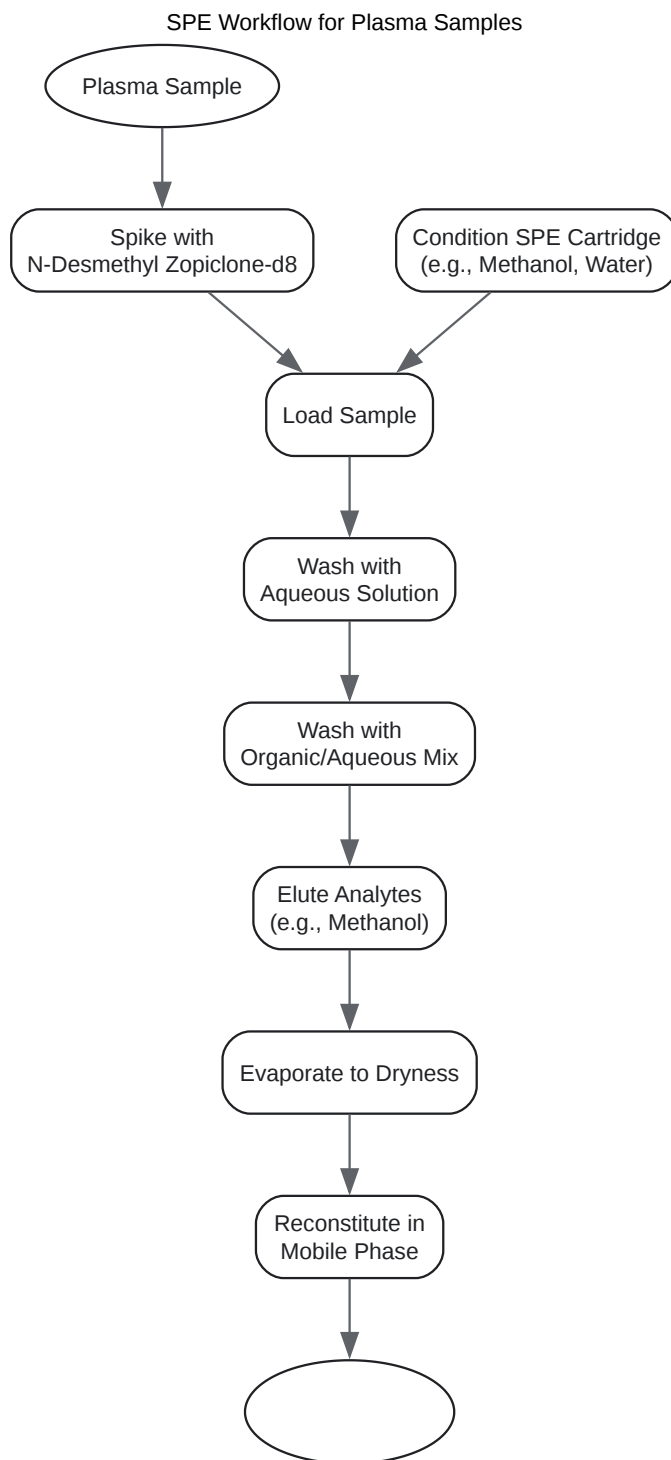 SPE Workflow for Plasma Samples
Plasma Sample
Spike with
N-Desmethyl Zopiclone-d8
Condition SPE Cartridge
(e.g., Methanol, Water)
Load Sample
Wash with
Aqueous Solution
Wash with
Organic/Aqueous Mix
Elute Analytes
(e.g., Methanol)
Evaporate to Dryness
Reconstitute in
Mobile Phase